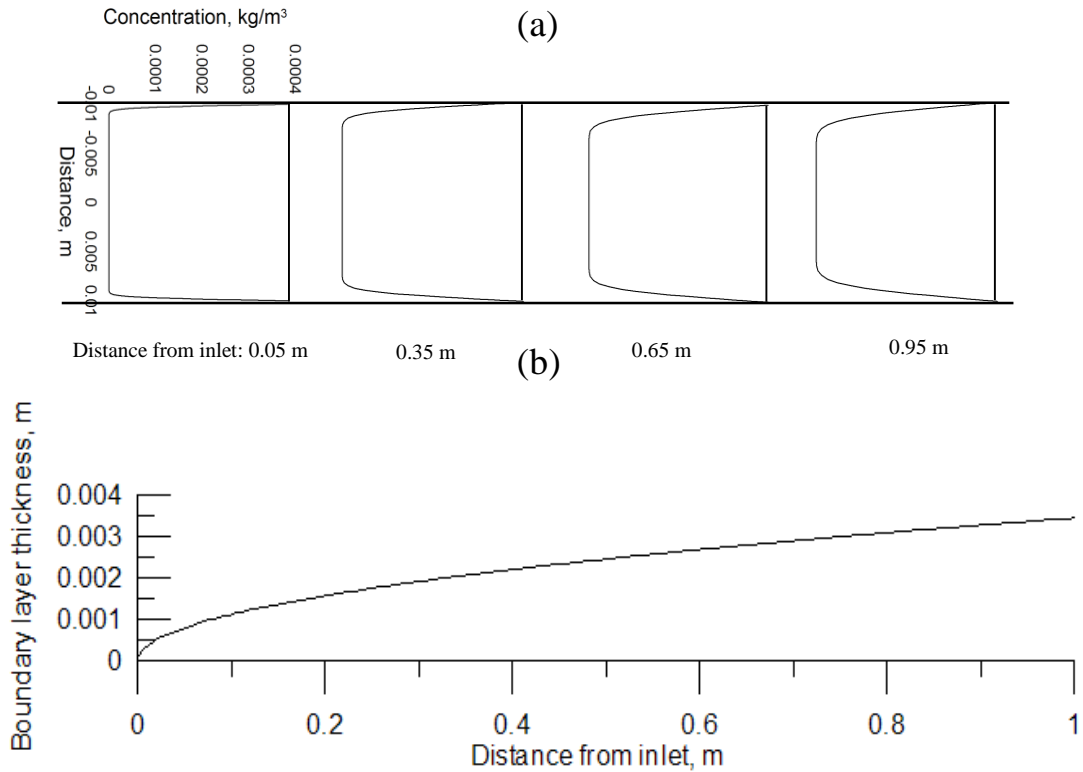 Concentration, kg/m³
(a)
0
0.0001
0.0002
0.0003
0.0004
-0.01
-0.005
0
0.005
0.01
Distance, m
Distance from inlet: 0.05 m
0.35 m
0.65 m
0.95 m
(b)
Boundary layer thickness, m
0.004
0.003
0.002
0.001
0
0
0.2
0.4
0.6
0.8
1
Distance from inlet, m